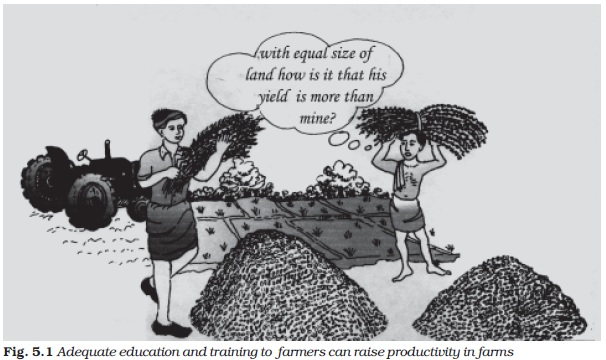 with equal size of
land how is it that his
yield is more than
mine?
Fig. 5.1 Adequate education and training to farmers can raise productivity in farms